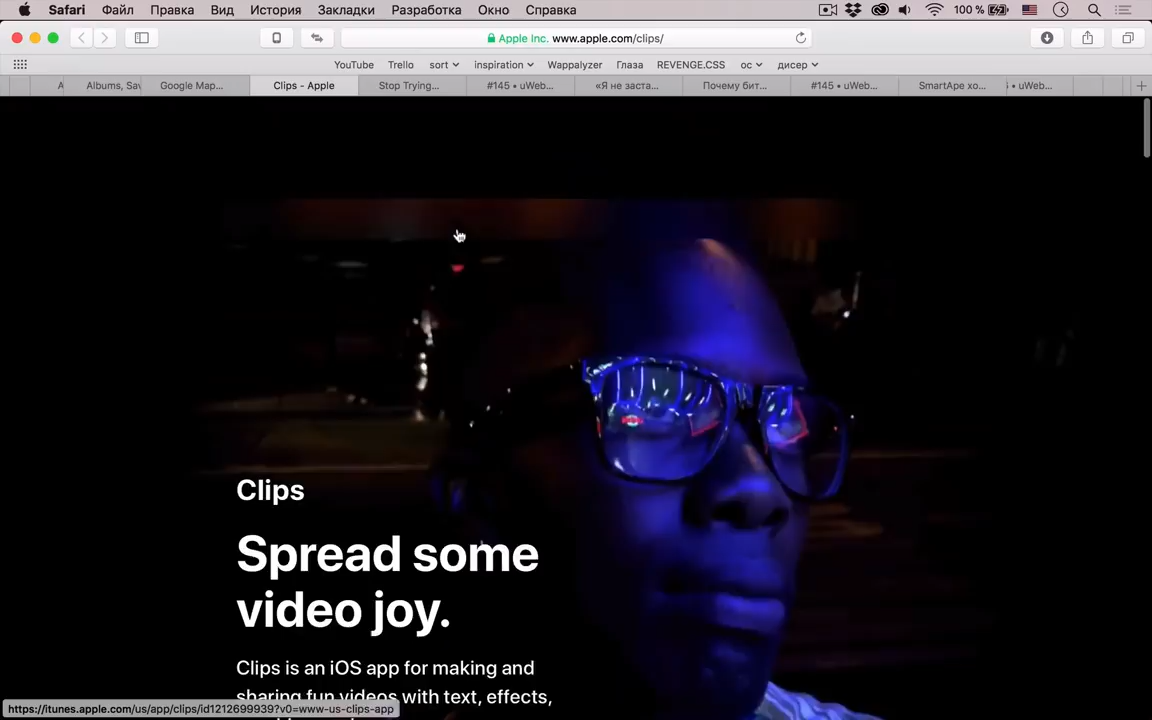 Safari Файл Правка Вид История Закладки Разработка Окно Справка 100 %
Apple Inc. www.apple.com/clips/
YouTube Trello sort inspiration Wappalyzer Глаза REVENGE.CSS ос дисер
Albums, Sav Google Map... Clips - Apple Stop Trying... #145 • uWeb... «Я не заста... Почему бит... #145 • uWeb... SmartApe хо... • uWeb...
Clips
Spread some
video joy.
Clips is an iOS app for making and
sharing fun videos with text, effects,
https://itunes.apple.com/us/app/clips/id1212699939?v0=www-us-clips-app